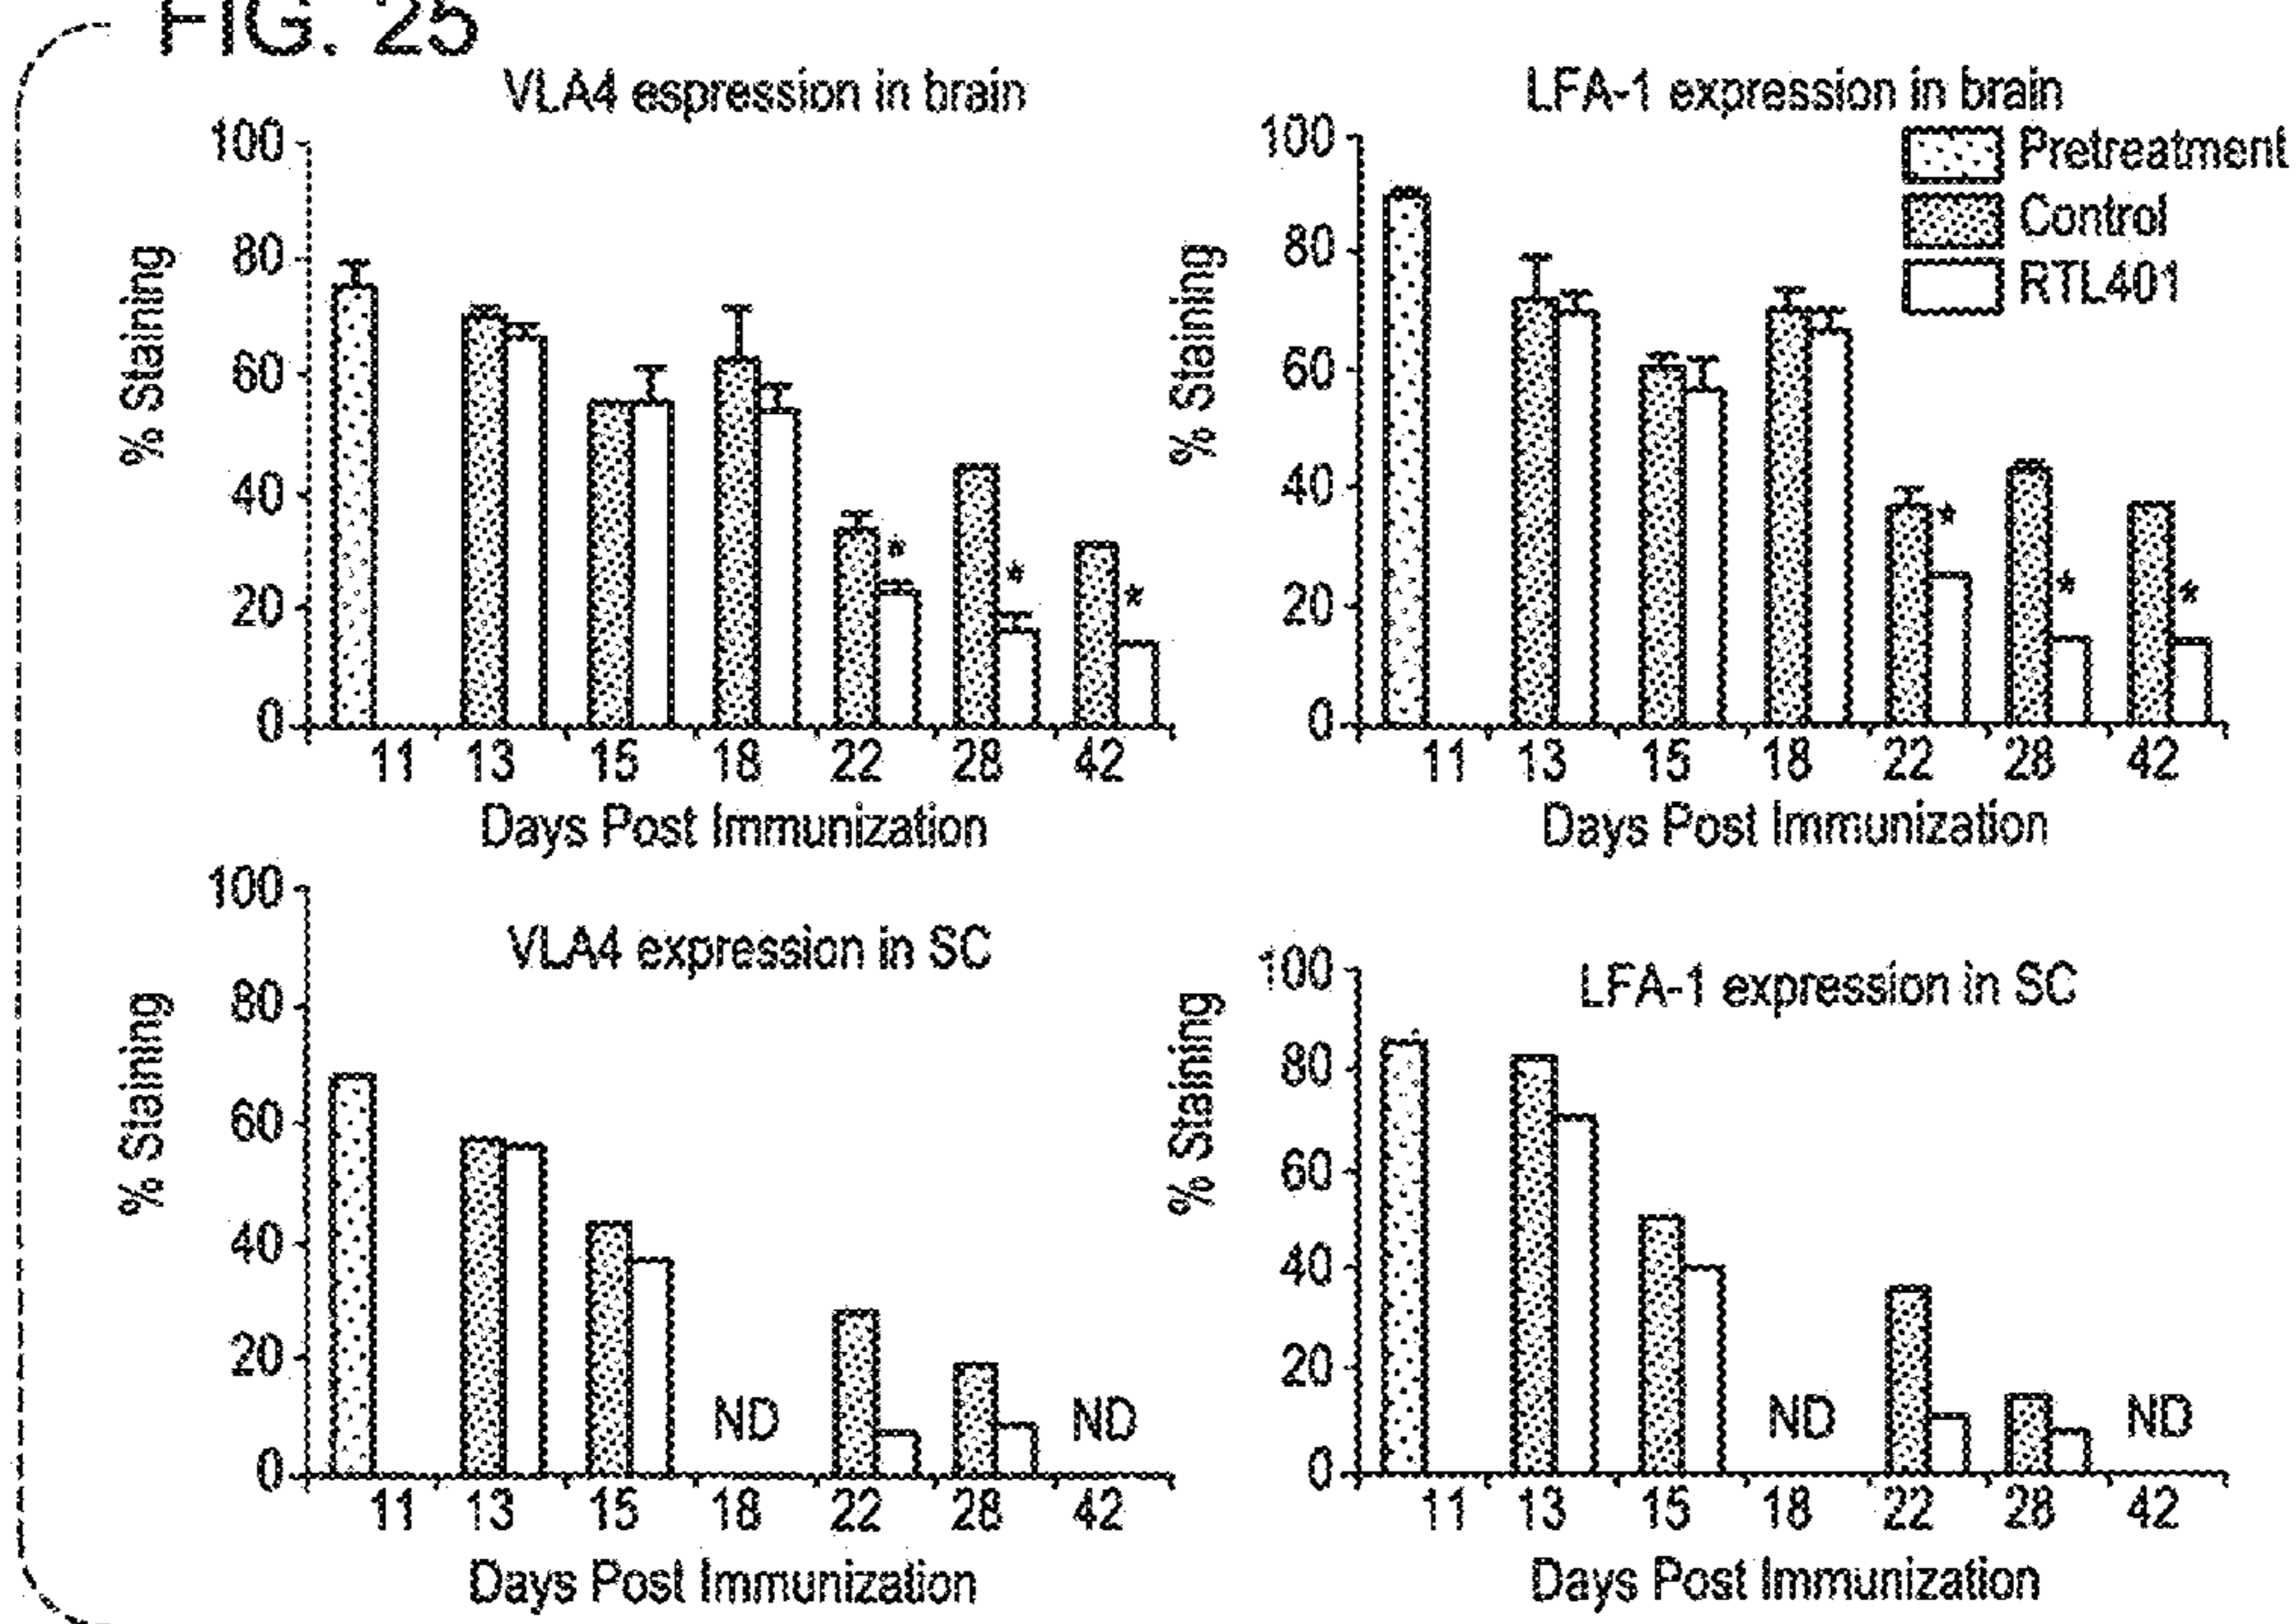 FIG. 25
VLA4 espression in brain
% Staining
100
80
60
40
20
0
*
*
*
11 13 15 18 22 28 42
Days Post Immunization
LFA-1 expression in brain
Pretreatment
Control
RTL401
% Staining
100
80
60
40
20
0
*
*
*
11 13 15 18 22 28 42
Days Post Immunization
VLA4 expression in SC
% Staining
100
80
60
40
20
0
ND
ND
11 13 15 18 22 28 42
Days Post Immunization
LFA-1 expression in SC
% Staining
100
80
60
40
20
0
ND
ND
11 13 15 18 22 28 42
Days Post Immunization